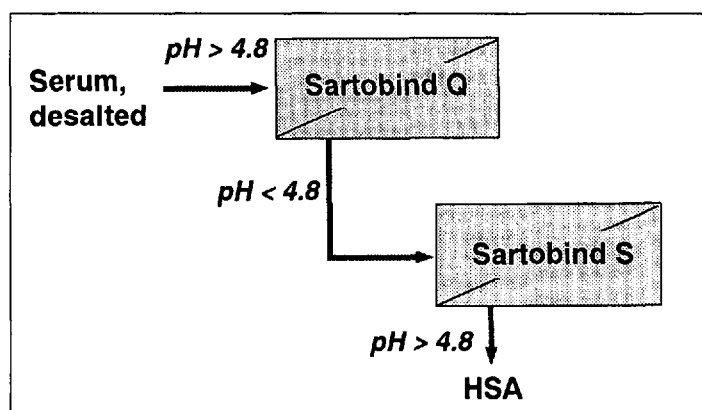 pH > 4.8
Serum,
desalted
Sartobind Q
pH < 4.8
Sartobind S
pH > 4.8
HSA